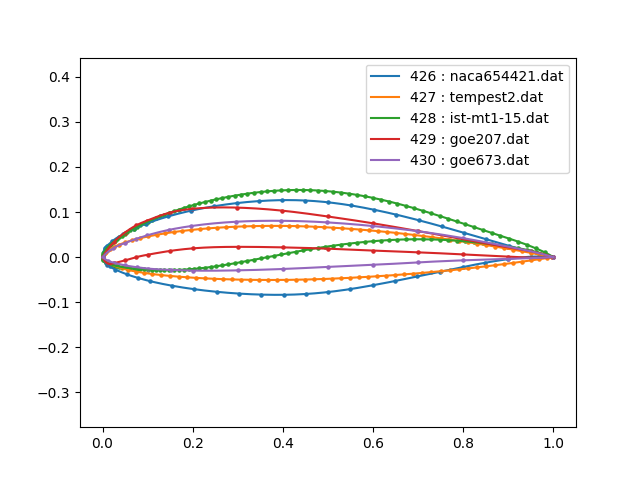 0.4
0.3
0.2
0.1
0.0
−0.1
−0.2
−0.3
0.0 0.2 0.4 0.6 0.8 1.0
426 : naca654421.dat
427 : tempest2.dat
428 : ist-mt1-15.dat
429 : goe207.dat
430 : goe673.dat